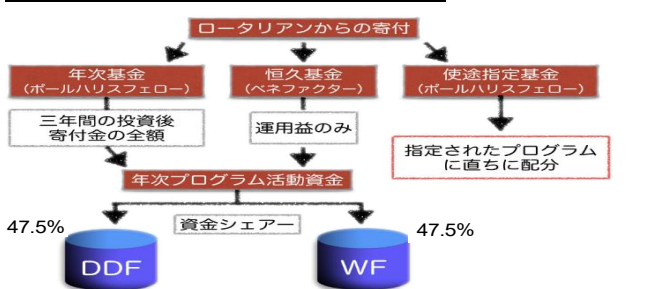 ロータリアンからの寄付
年次基金
(ポールハリスフェロー)
恒久基金
(ベネファクター)
使途指定基金
(ポールハリスフェロー)
三年間の投資後
寄付金の全額
運用益のみ
指定されたプログラム
に直ちに配分
年次プログラム活動資金
資金シェアー
47.5%
47.5%
DDF
WF